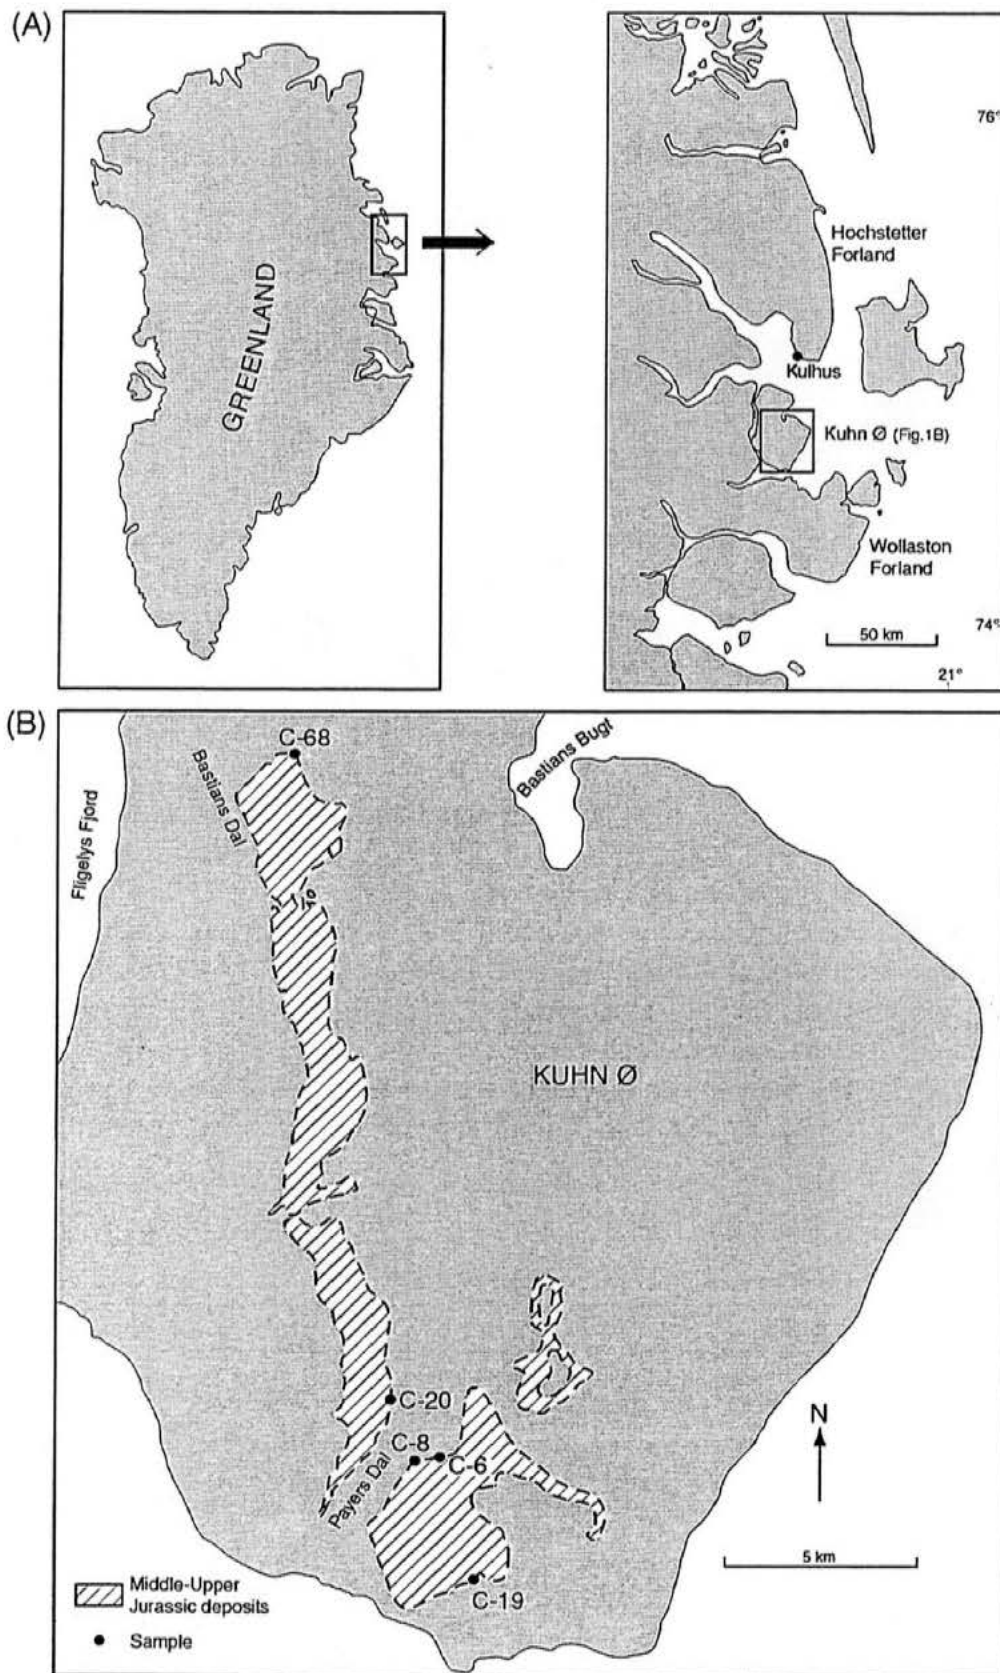 (A)
GREENLAND
76°
Hochstetter
Forland
Kulhus
Kuhn Ø (Fig.1B)
Wollaston
Forland
50 km
74°
21°
(B)
C-68
Bastians Dal
Bastians Bugt
Fligelys Fjord
KUHN Ø
C-20
C-8
C-6
Payers Dal
N
5 km
C-19
Middle-Upper
Jurassic deposits
Sample